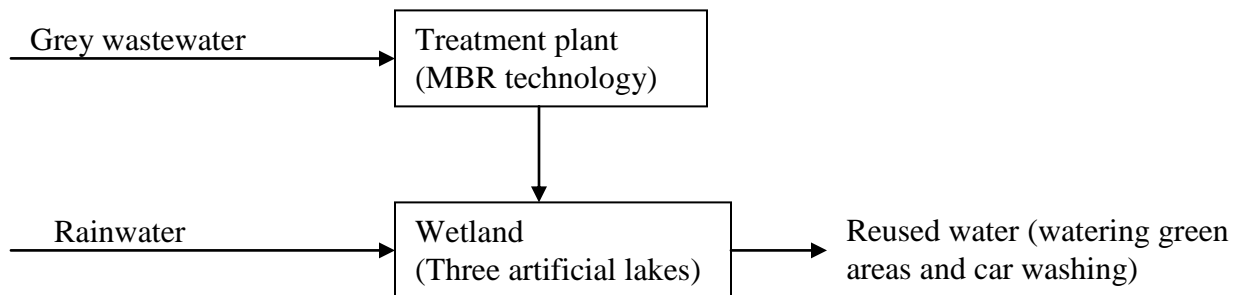 Grey wastewater
Treatment plant
(MBR technology)
Rainwater
Wetland
(Three artificial lakes)
Reused water (watering green
areas and car washing)